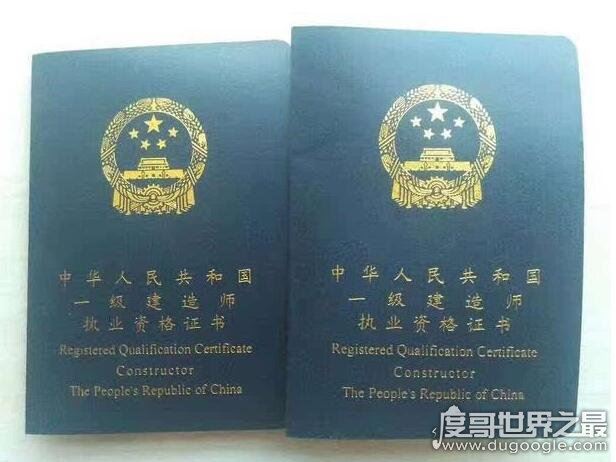 中华人民共和国
一级建造师
执业资格证书
Registered Qualification Certificate
Constructor
The People's Republic of China
中华人民共和国
一级建造师
执业资格证书
Registered Qualification Certificate
Constructor
The People's Republic of China
度哥世界之最
www.dugoogle.com